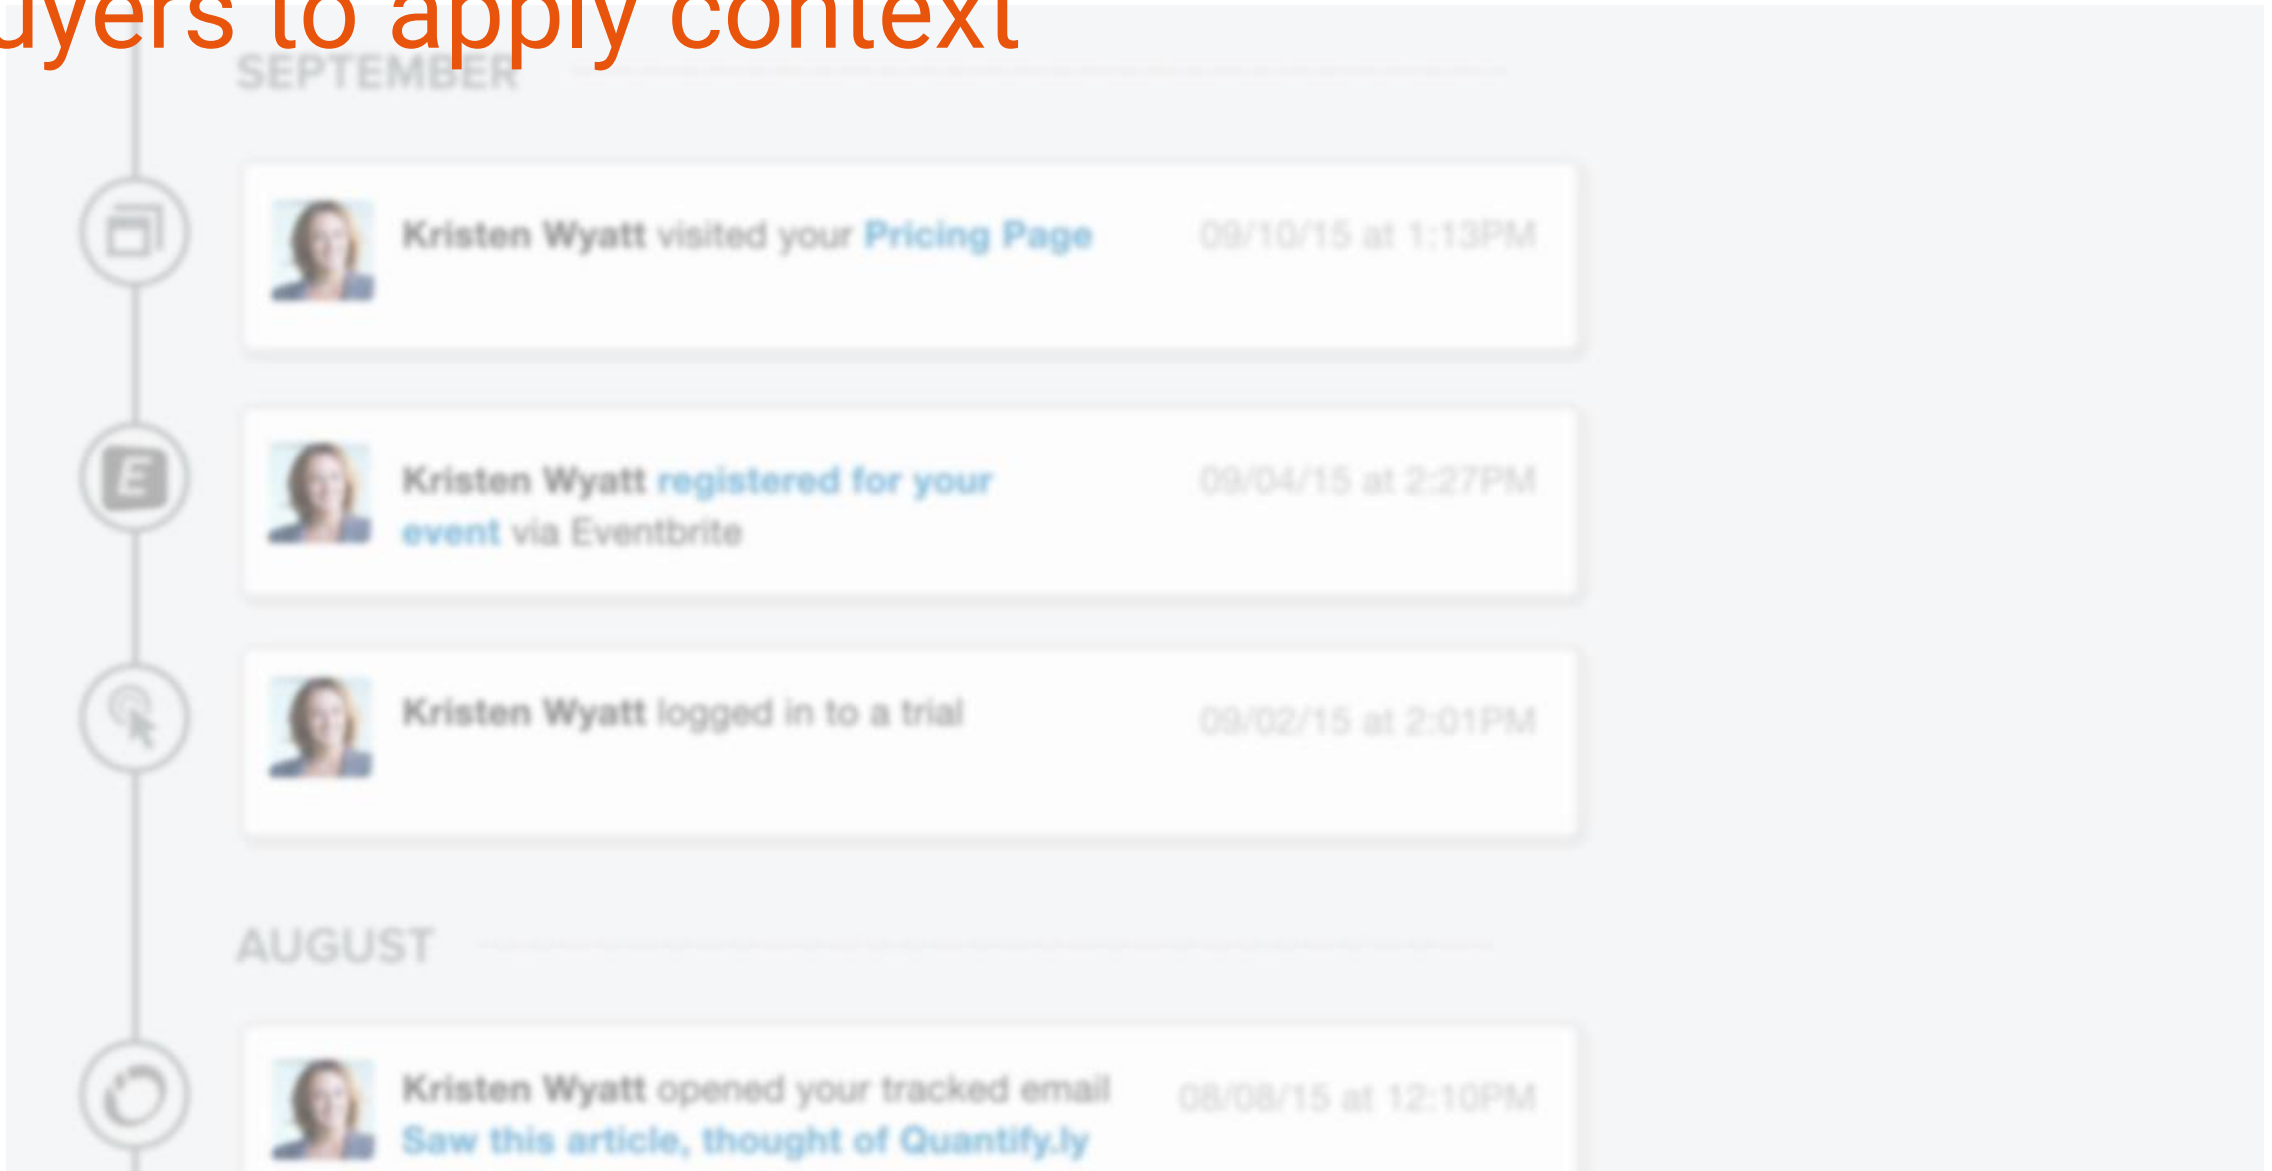 uyers to apply context
SEPTEMBER
Kristen Wyatt visited your Pricing Page 09/10/15 at 1:13PM
E
Kristen Wyatt registered for your 09/04/15 at 2:27PM
event via Eventbrite
Kristen Wyatt logged in to a trial 09/02/15 at 2:01PM
AUGUST
Kristen Wyatt opened your tracked email 08/08/15 at 12:10PM
Saw this article, thought of Quantify.ly